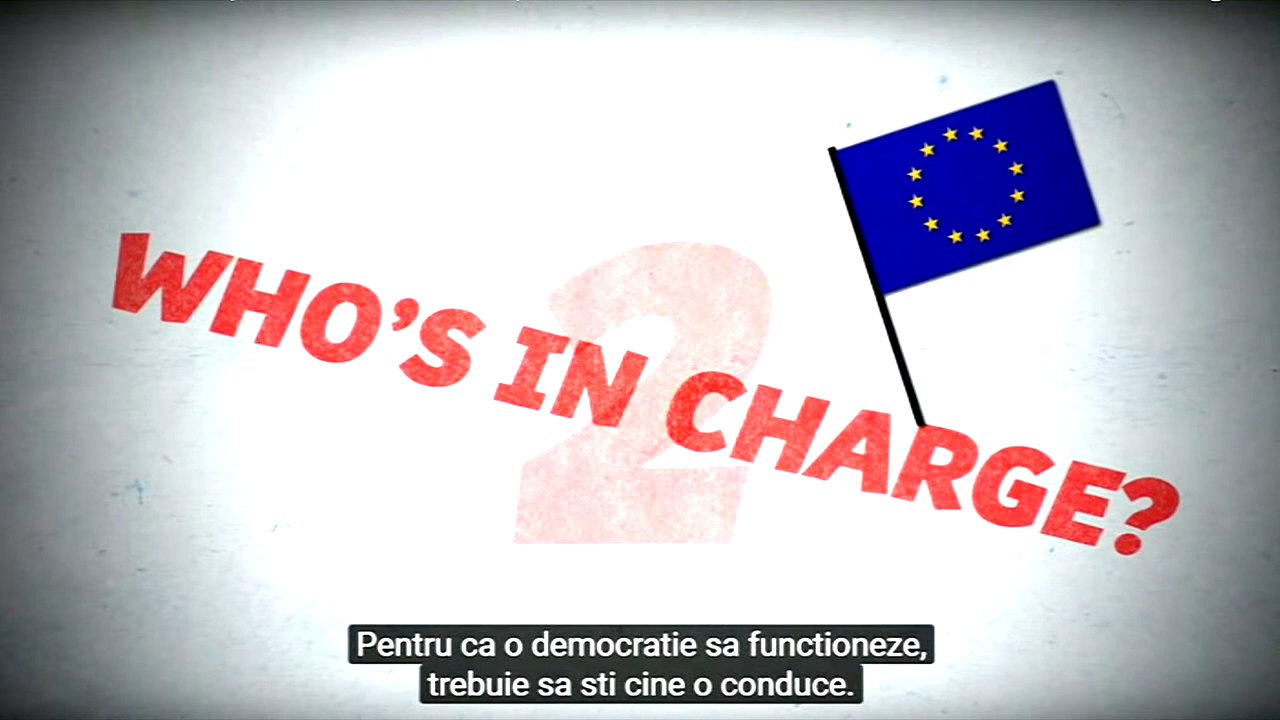 WHO'S IN CHARGE?
2
Pentru ca o democratie sa functioneze,
trebuie sa sti cine o conduce.